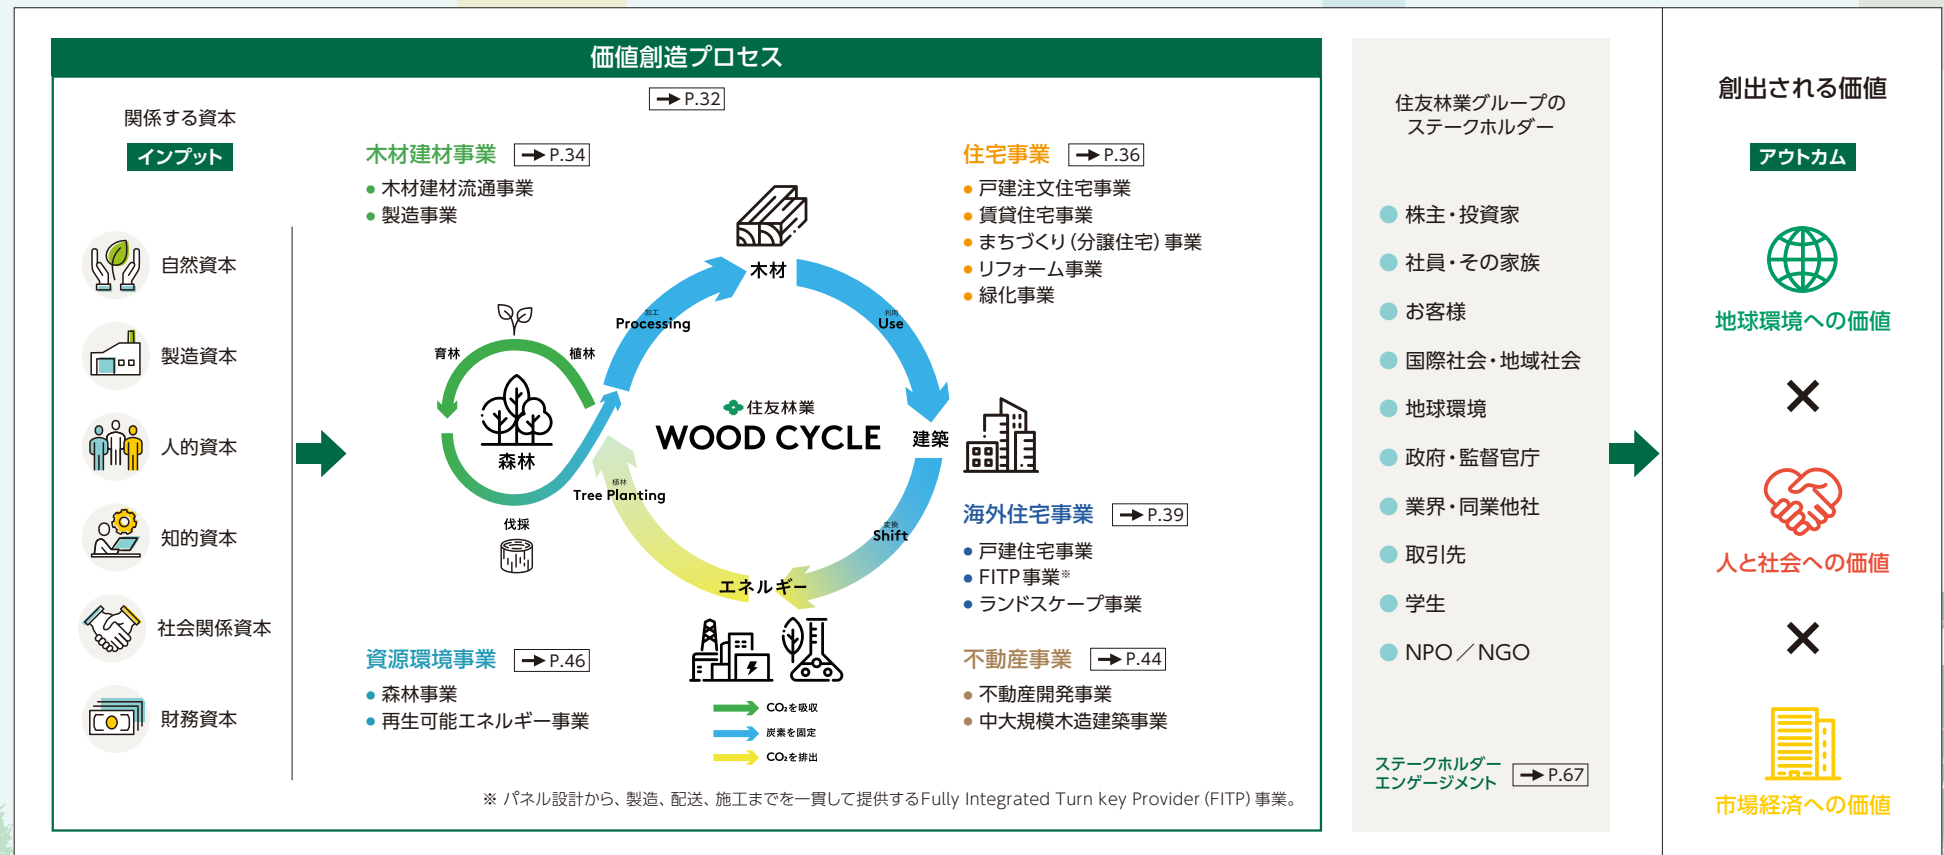 価値創造プロセス
→ P.32
関係する資本
インプット
自然資本
製造資本
人的資本
知的資本
社会関係資本
財務資本
木材建材事業 → P.34
• 木材建材流通事業
• 製造事業
住宅事業 → P.36
• 戸建注文住宅事業
• 賃貸住宅事業
• まちづくり(分譲住宅)事業
• リフォーム事業
• 緑化事業
木材
加工
Processing
利用
Use
育林
植林
森林
伐採
住友林業
WOOD CYCLE
建築
植林
Tree Planting
変換
Shift
エネルギー
海外住宅事業 → P.39
• 戸建住宅事業
• FITP事業※
• ランドスケープ事業
資源環境事業 → P.46
• 森林事業
• 再生可能エネルギー事業
不動産事業 → P.44
• 不動産開発事業
• 中大規模木造建築事業
CO₂を吸収
炭素を固定
CO₂を排出
※ パネル設計から、製造、配送、施工までを一貫して提供するFully Integrated Turn key Provider (FITP) 事業。
住友林業グループの
ステークホルダー
株主・投資家
社員・その家族
お客様
国際社会・地域社会
地球環境
政府・監督官庁
業界・同業他社
取引先
学生
NPO／NGO
ステークホルダー
エンゲージメント → P.67
創出される価値
アウトカム
地球環境への価値
×
人と社会への価値
×
市場経済への価値